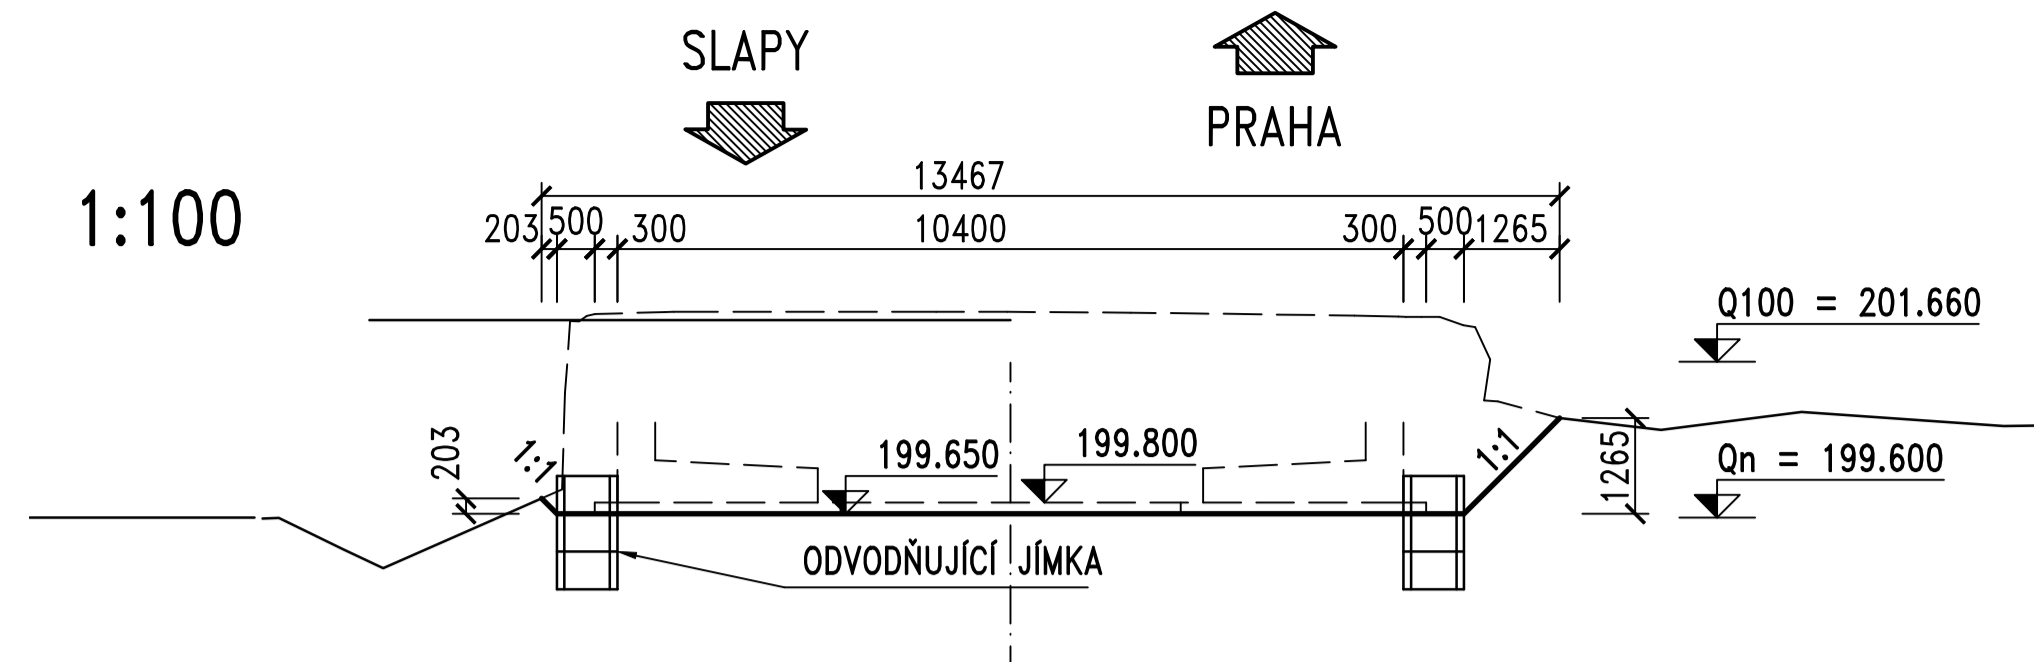 SLAPY
PRAHA
1:100
13467
203 500 300 10400 300 500 1265
Q100 = 201.660
203
1:1
199.650
199.800
1:1
1265
Qn = 199.600
ODVODŇUJÍCÍ JÍMKA